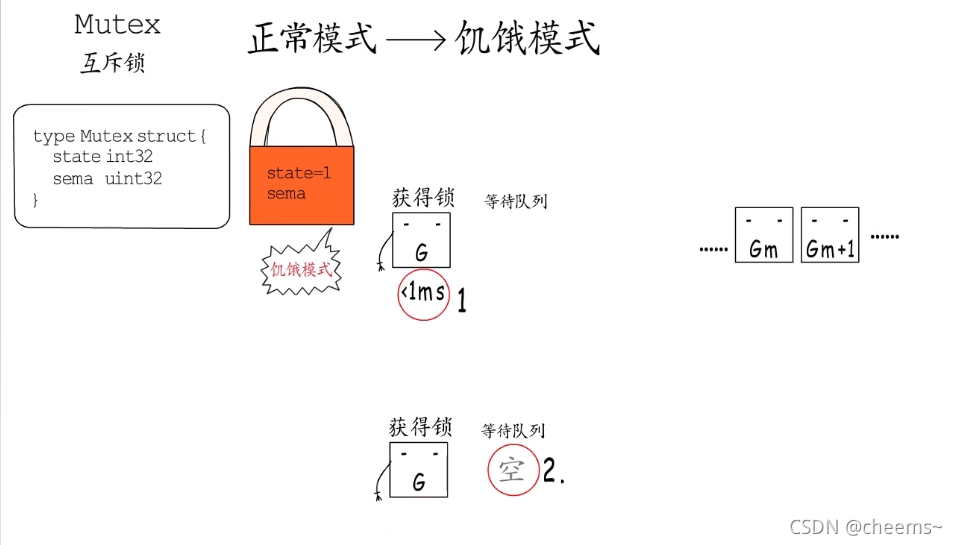 Mutex
互斥锁
正常模式 → 饥饿模式
type Mutex struct{
state int32
sema uint32
}
state=1
sema
饥饿模式
获得锁
等待队列
G
<1ms 1
...... Gm Gm+1 ......
获得锁
等待队列
G
空 2.
CSDN @cheems~